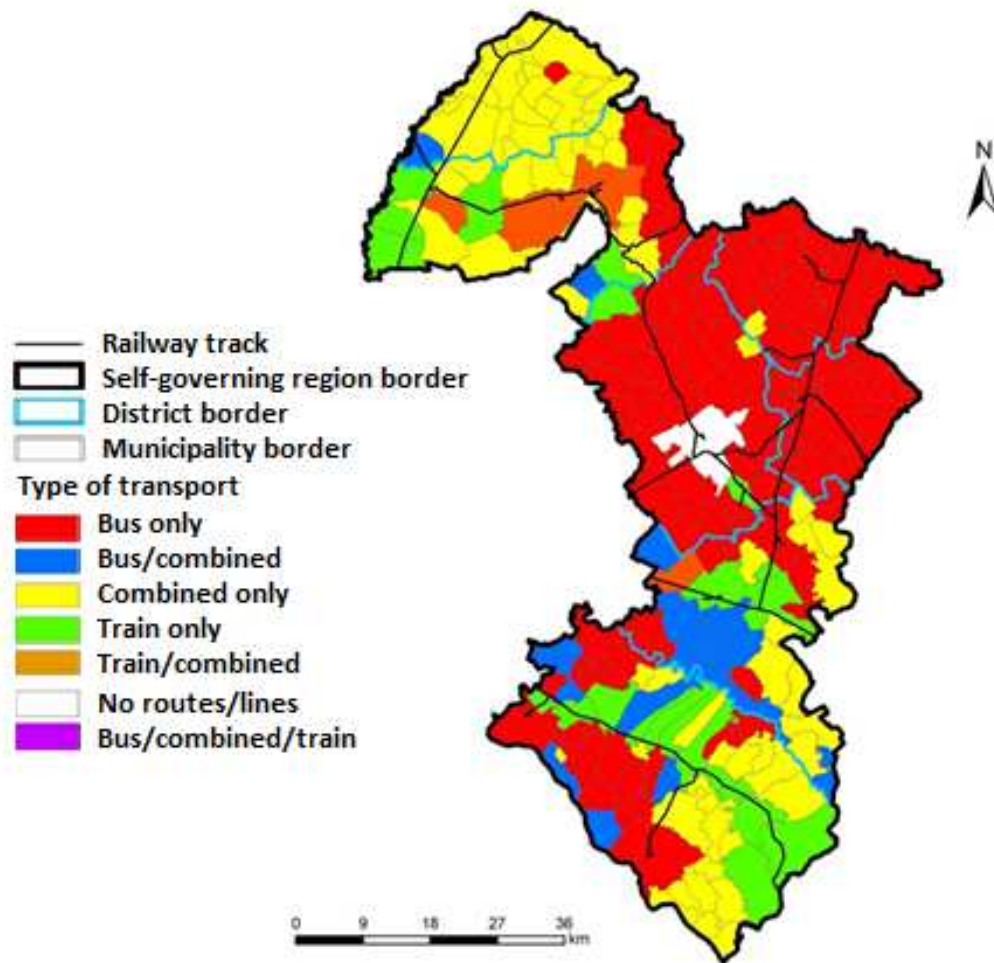 N
Railway track
Self-governing region border
District border
Municipality border
Type of transport
Bus only
Bus/combined
Combined only
Train only
Train/combined
No routes/lines
Bus/combined/train
0 9 18 27 36
km